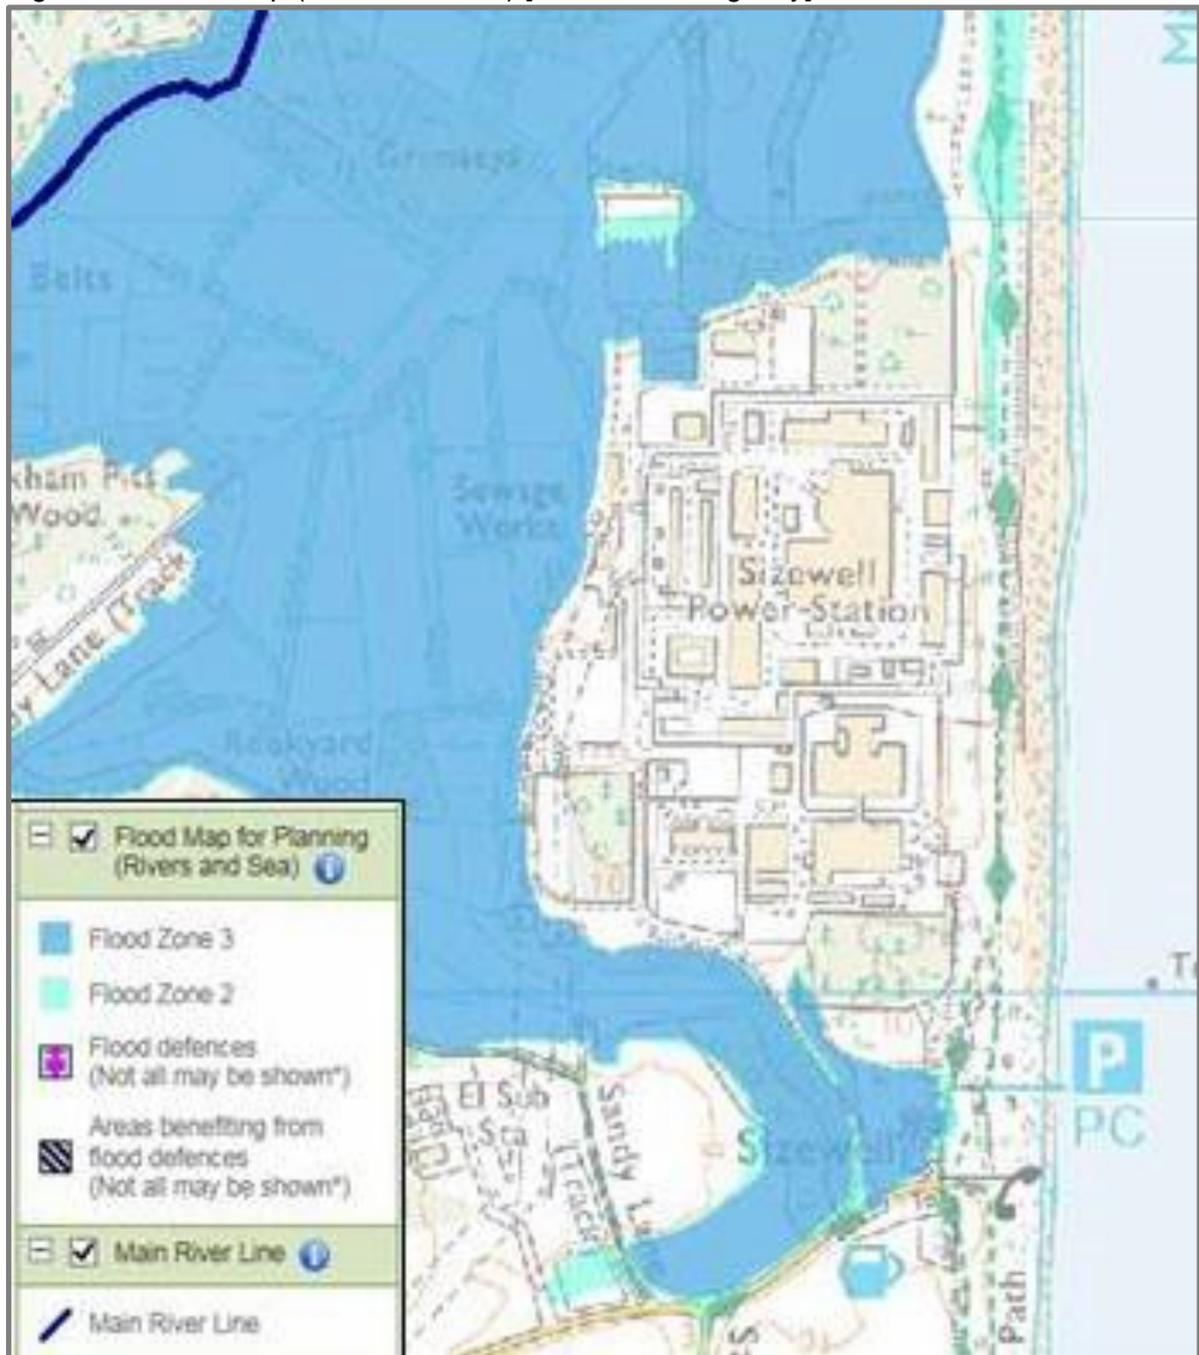 Grimseys
Belts
kham Pits
Wood
Sewage
Works
Sizewell
Power Station
y Lane (Track
Rookyard
Wood
Flood Map for Planning
(Rivers and Sea)
Flood Zone 3
Flood Zone 2
Flood defences
(Not all may be shown*)
Areas benefiting from
flood defences
(Not all may be shown*)
Main River Line
Main River Line
El Sub
Sta
(Track
Sandy La
Sizewell
P
PC
Path